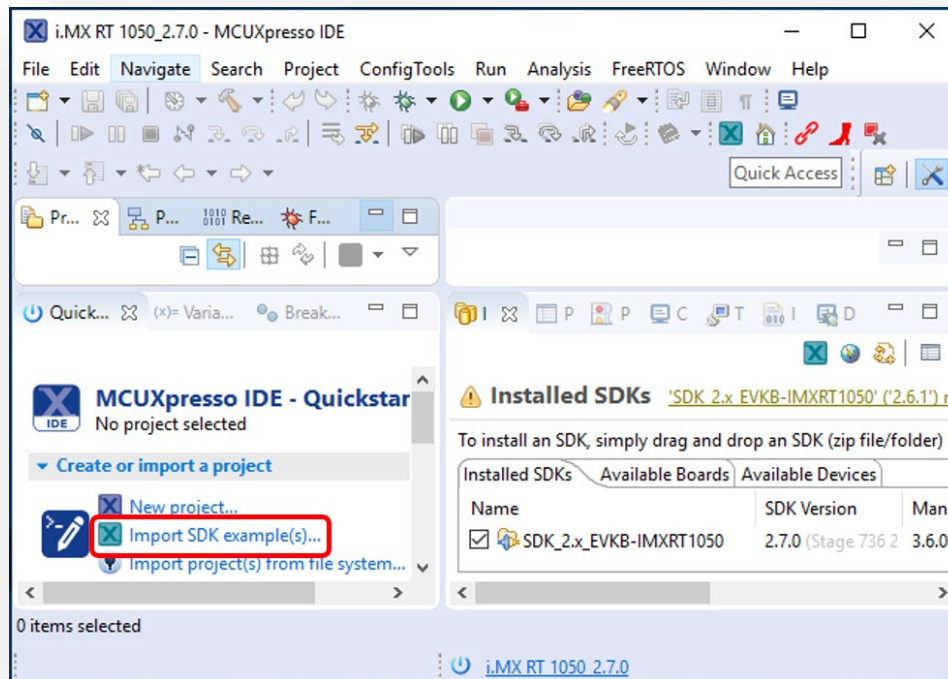 i.MX RT 1050_2.7.0 - MCUXpresso IDE
File Edit Navigate Search Project ConfigTools Run Analysis FreeRTOS Window Help
Quick Access
Pr... P... Re... F...
Quick... (x)= Varia... Break...
I P P C T I D
MCUXpresso IDE - Quickstar
IDE
No project selected
Create or import a project
New project...
Import SDK example(s)...
Import project(s) from file system...
Installed SDKs 'SDK_2.x_EVKB-IMXRT1050' ('2.6.1') r
To install an SDK, simply drag and drop an SDK (zip file/folder)
Installed SDKs Available Boards Available Devices
Name SDK Version Man
SDK_2.x_EVKB-IMXRT1050 2.7.0 (Stage 736 2 3.6.0
0 items selected
i.MX RT 1050_2.7.0